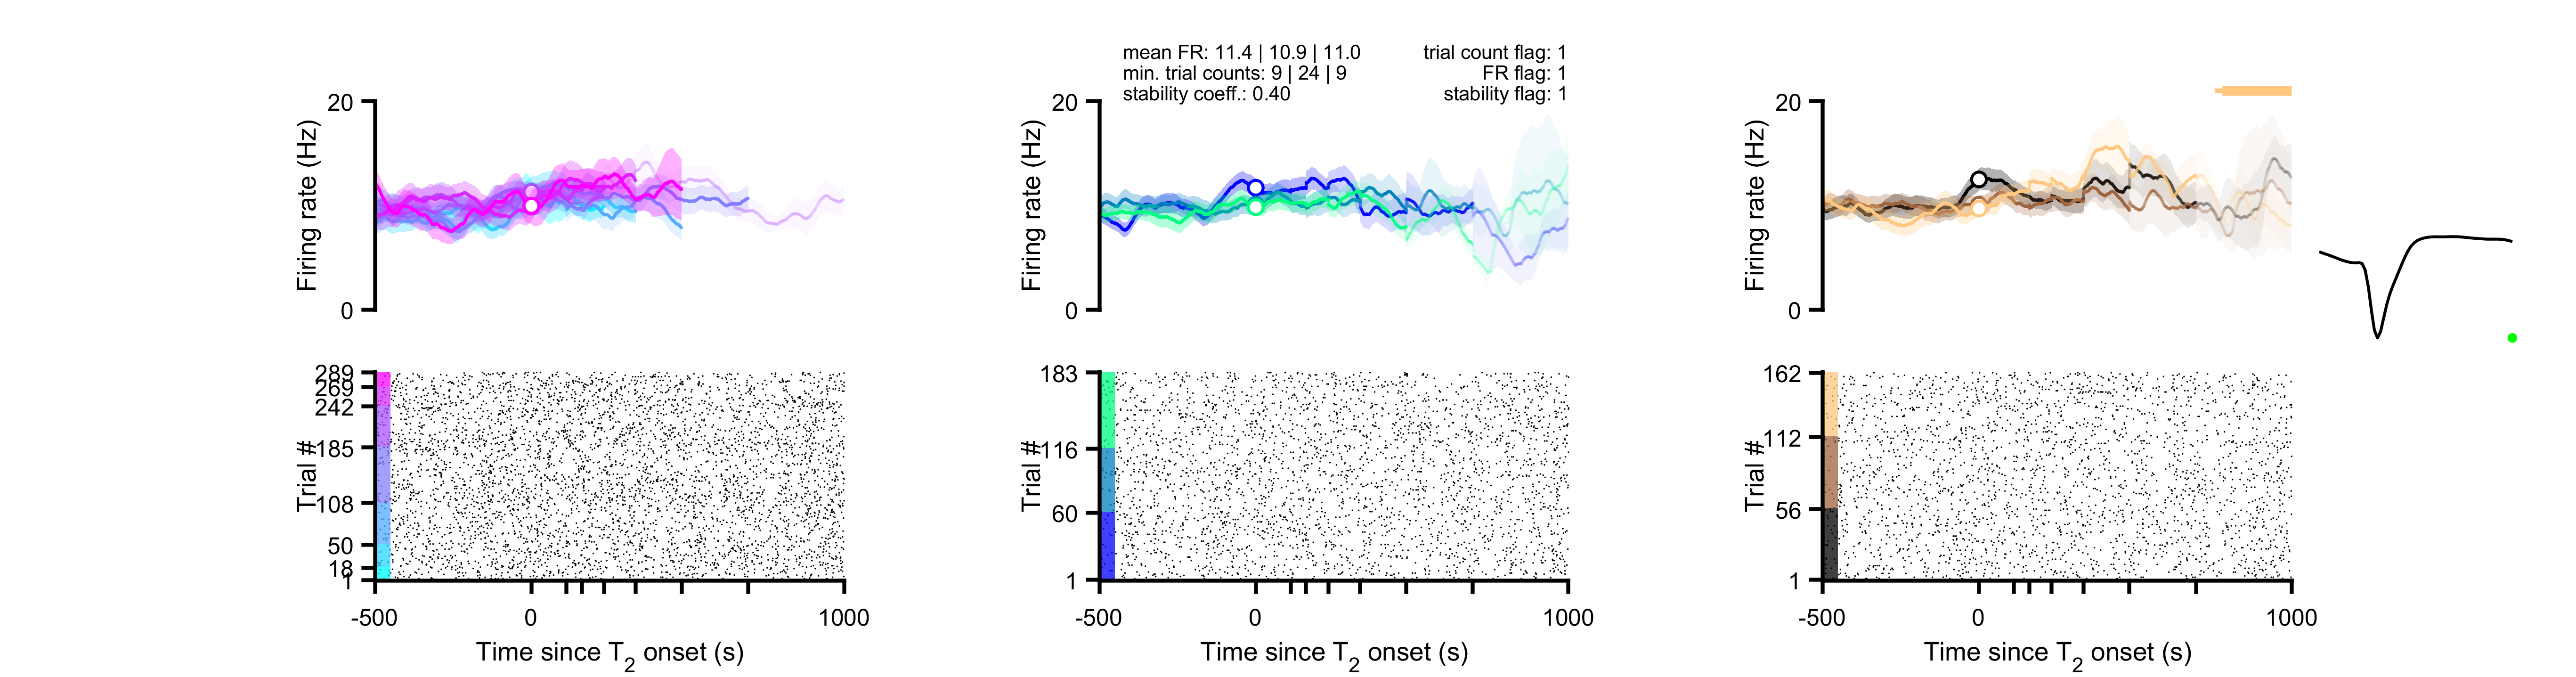 mean FR: 11.4 | 10.9 | 11.0
min. trial counts: 9 | 24 | 9
stability coeff.: 0.40
trial count flag: 1
FR flag: 1
stability flag: 1
Firing rate (Hz)
20
0
Firing rate (Hz)
20
0
Firing rate (Hz)
20
0
Trial #
289
269
242
185
108
50
18
1
-500
0
1000
Time since T2 onset (s)
Trial #
183
116
60
1
-500
0
1000
Time since T2 onset (s)
Trial #
162
112
56
1
-500
0
1000
Time since T2 onset (s)